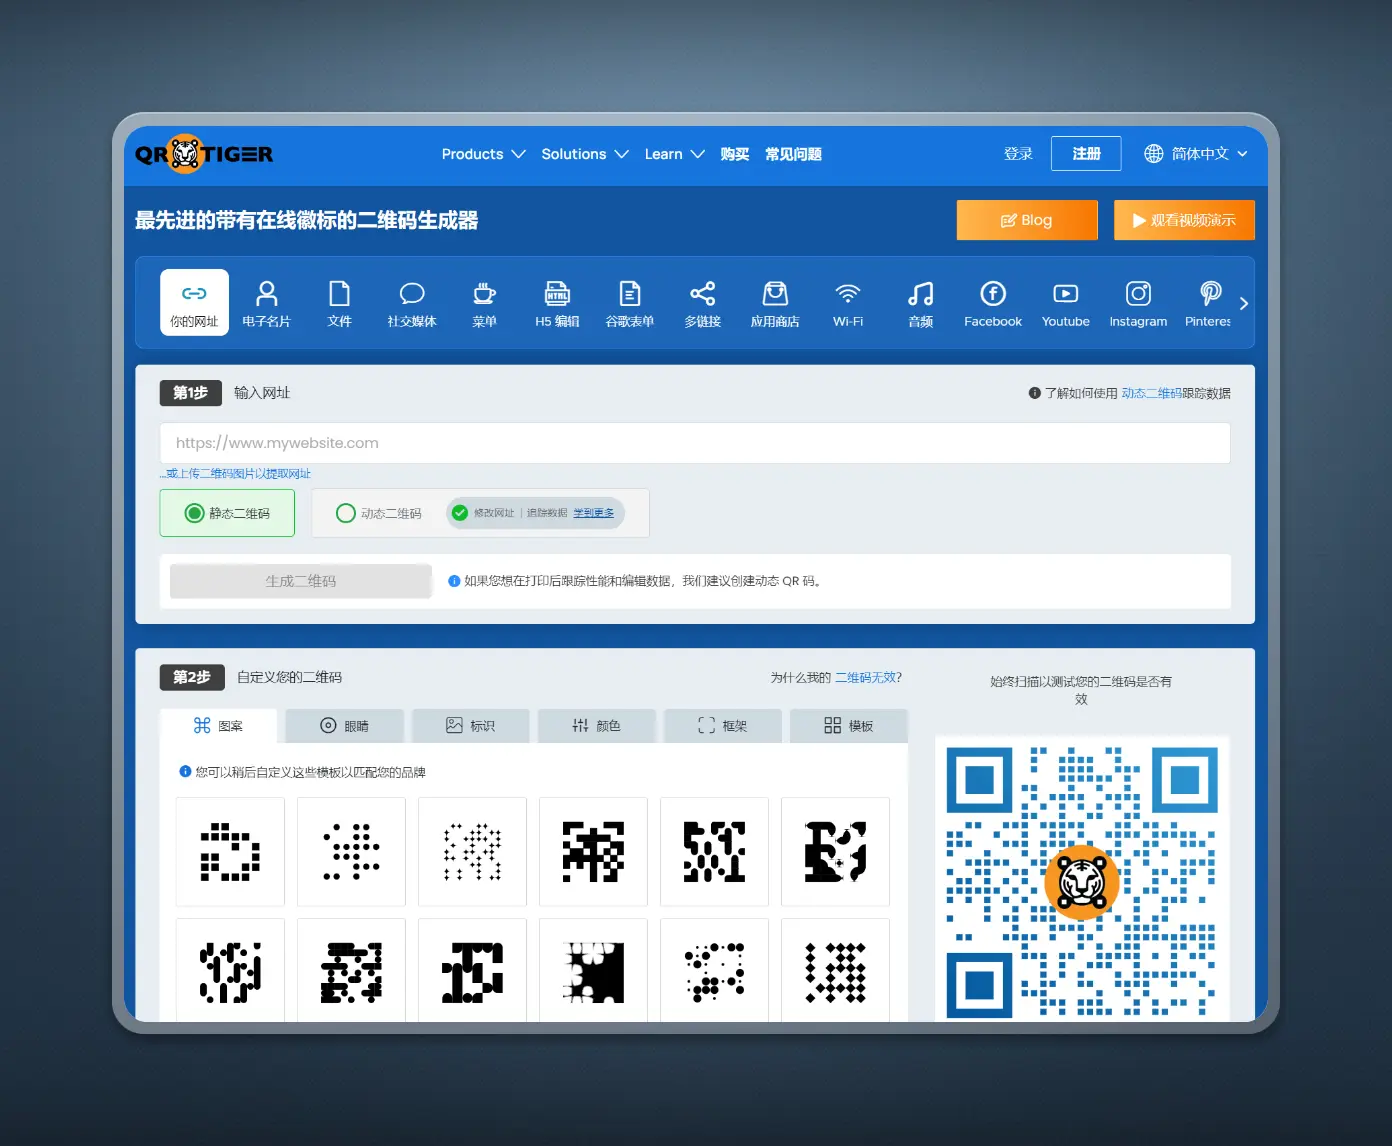 QR TIGER
Products Solutions Learn 购买 常见问题 登录 注册 简体中文
最先进的带有在线徽标的二维码生成器
Blog 观看视频演示
你的网址 电子名片 文件 社交媒体 菜单 H5 编辑 谷歌表单 多链接 应用商店 Wi-Fi 音频 Facebook Youtube Instagram Pinteres
第1步 输入网址 了解如何使用 动态二维码跟踪数据
https://www.mywebsite.com
...或上传二维码图片以提取网址
静态二维码 动态二维码 修改网址 | 追踪数据 学到更多
生成二维码 如果您想在打印后跟踪性能和编辑数据，我们建议创建动态 QR 码。
第2步 自定义您的二维码 为什么我的 二维码无效?
始终扫描以测试您的二维码是否有
效
图案 眼睛 标识 颜色 框架 模板
您可以稍后自定义这些模板以匹配您的品牌